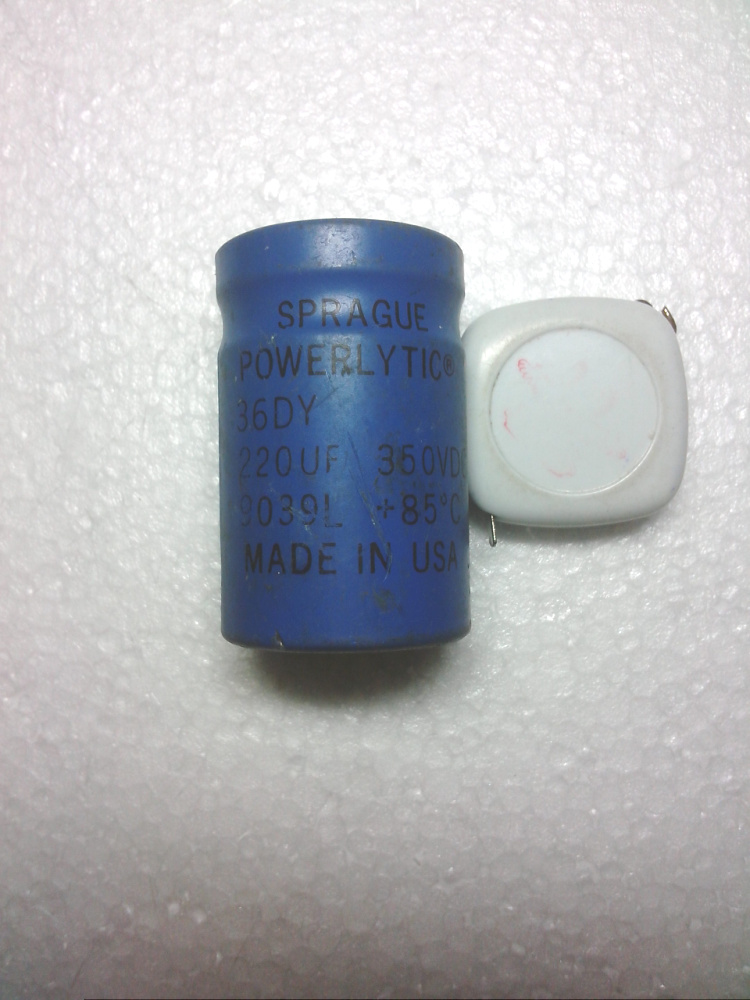 SPRAGUE
POWERLYTIC®
36DY
220UF 350VDC
9039L +85°C
MADE IN USA